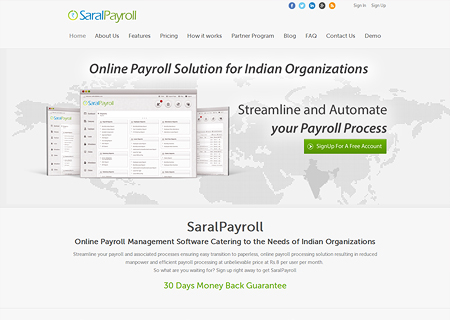 Sign In Sign Up
SaralPayroll
Home About Us Features Pricing How it works Partner Program Blog FAQ Contact Us Demo
Online Payroll Solution for Indian Organizations
SaralPayroll
Streamline and Automate
your Payroll Process
SignUp For A Free Account
SaralPayroll
Online Payroll Management Software Catering to the Needs of Indian Organizations
Streamline your payroll and associated processes ensuring easy transition to paperless, online payroll processing solution resulting in reduced
manpower and efficient payroll processing at unbelievable price at Rs 8 per user per month.
So what are you waiting for? Sign up right away to get SaralPayroll
30 Days Money Back Guarantee